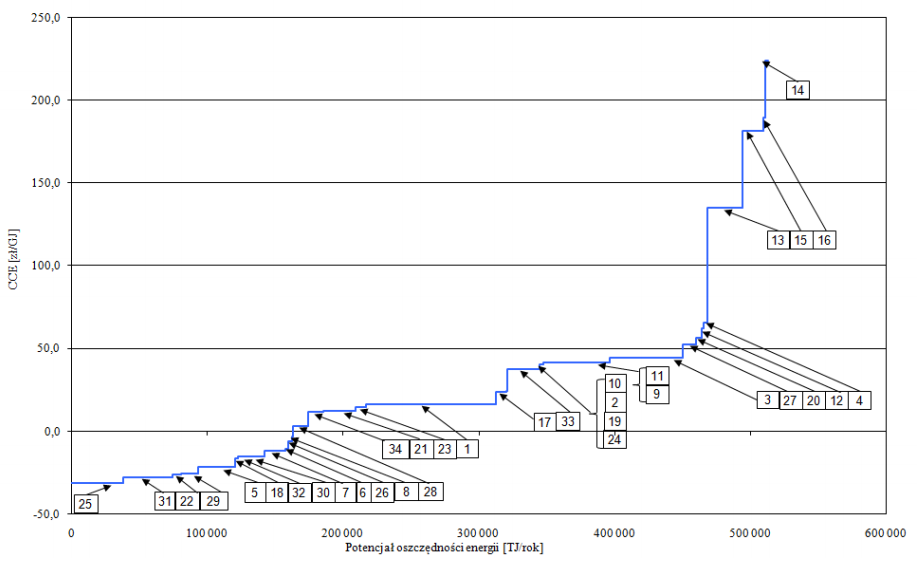 250,0
200,0
150,0
100,0
50,0
0,0
-50,0
CCE [zł/GJ]
14
13 15 16
10
2
19
24
11
9
3 27 20 12 4
17 33
34 21 23 1
25
31 22 29
5 18 32 30 7 6 26 8 28
0 100 000 200 000 300 000 400 000 500 000 600 000
Potencjał oszczędności energii [TJ/rok]